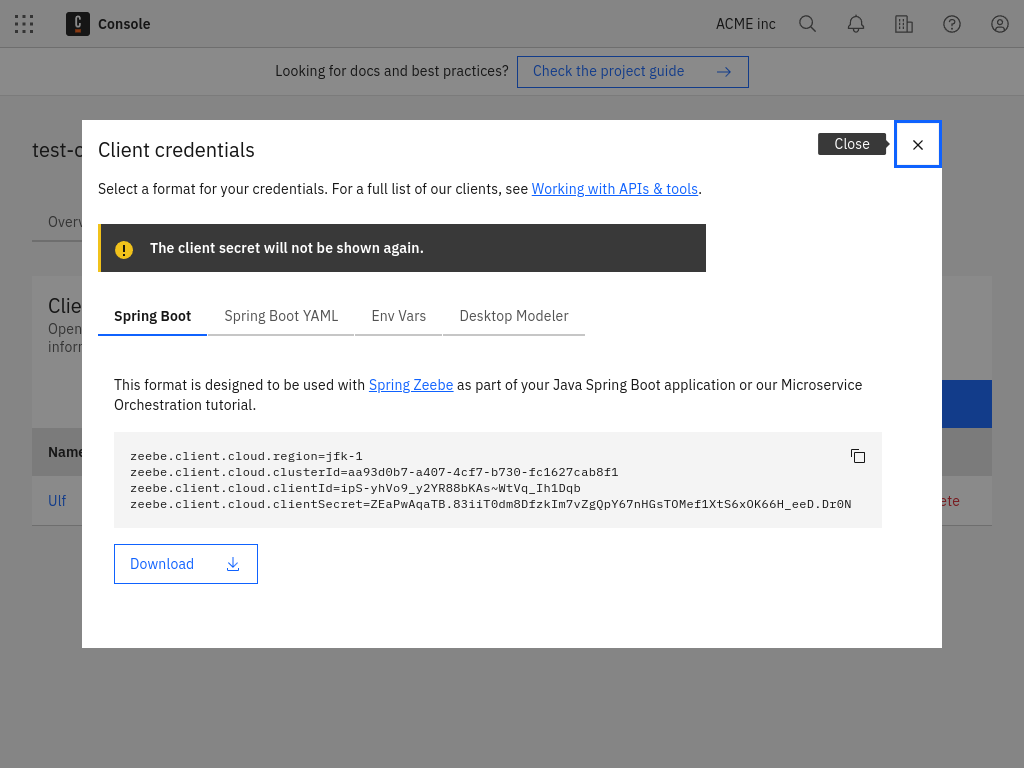 Console
ACME inc
Looking for docs and best practices?
Check the project guide
test-c
Client credentials
Close
Select a format for your credentials. For a full list of our clients, see Working with APIs & tools.
Overv
The client secret will not be shown again.
Clie
Open
infor
Spring Boot
Spring Boot YAML
Env Vars
Desktop Modeler
This format is designed to be used with Spring Zeebe as part of your Java Spring Boot application or our Microservice
Orchestration tutorial.
Name
zeebe.client.cloud.region=jfk-1
zeebe.client.cloud.clusterId=aa93d0b7-a407-4cf7-b730-fc1627cab8f1
zeebe.client.cloud.clientId=ipS-yhVo9_y2YR88bKAs~WtVq_Ih1Dqb
zeebe.client.cloud.clientSecret=ZEaPwAqaTB.83iiT0dm8DfzkIm7vZgQpY67nHGsTOMef1XtS6xOK66H_eeD.Dr0N
Ulf
ete
Download